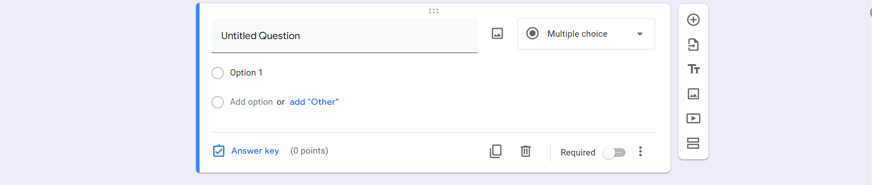 Untitled Question
Multiple choice
Option 1
Add option or add "Other"
Answer key (0 points)
Required